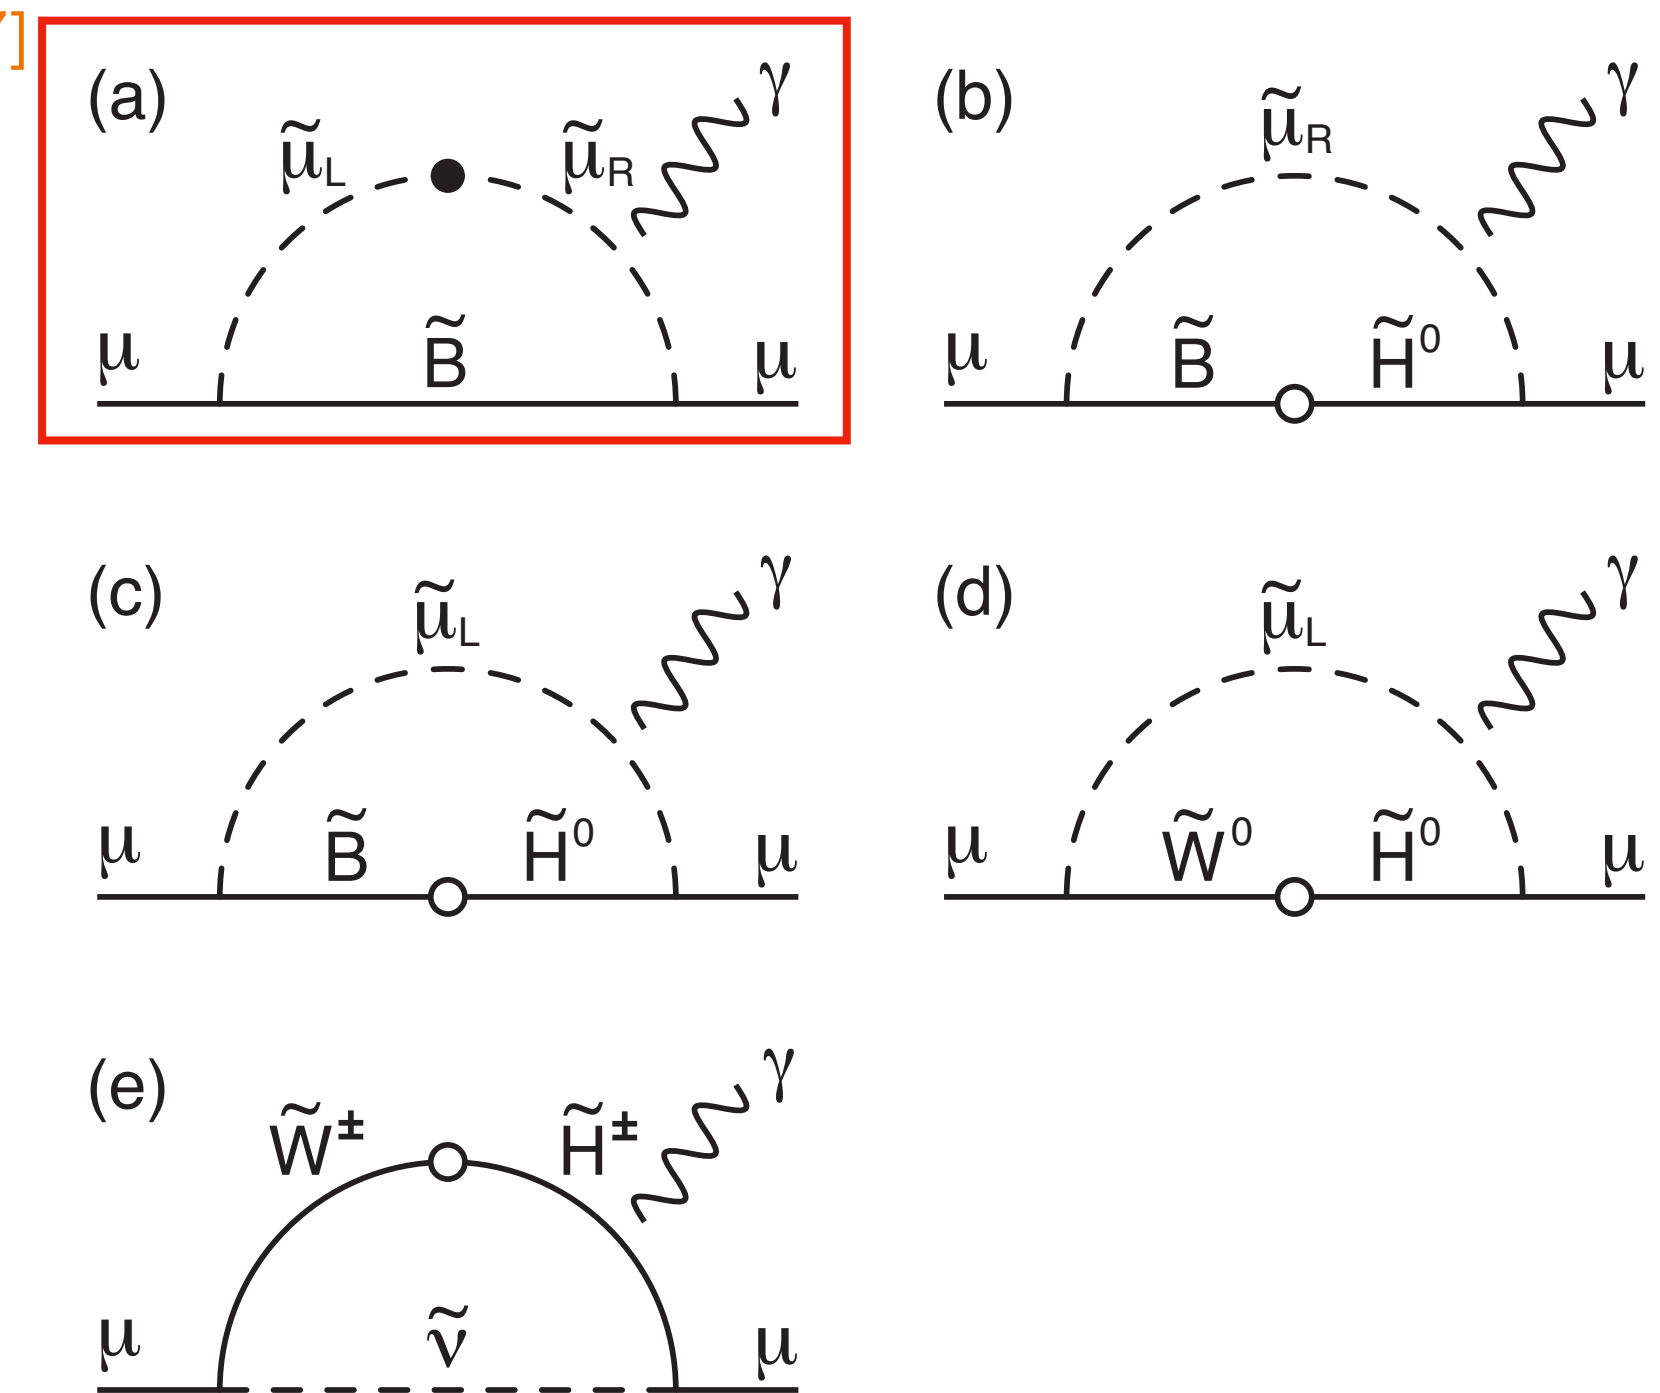 ]
(a) μ̃L μ̃R γ
μ B̃ μ
(b) μ̃R γ
μ B̃ H̃⁰ μ
(c) μ̃L γ
μ B̃ H̃⁰ μ
(d) μ̃L γ
μ W̃⁰ H̃⁰ μ
(e) W̃± H̃± γ
μ ν̃ μ